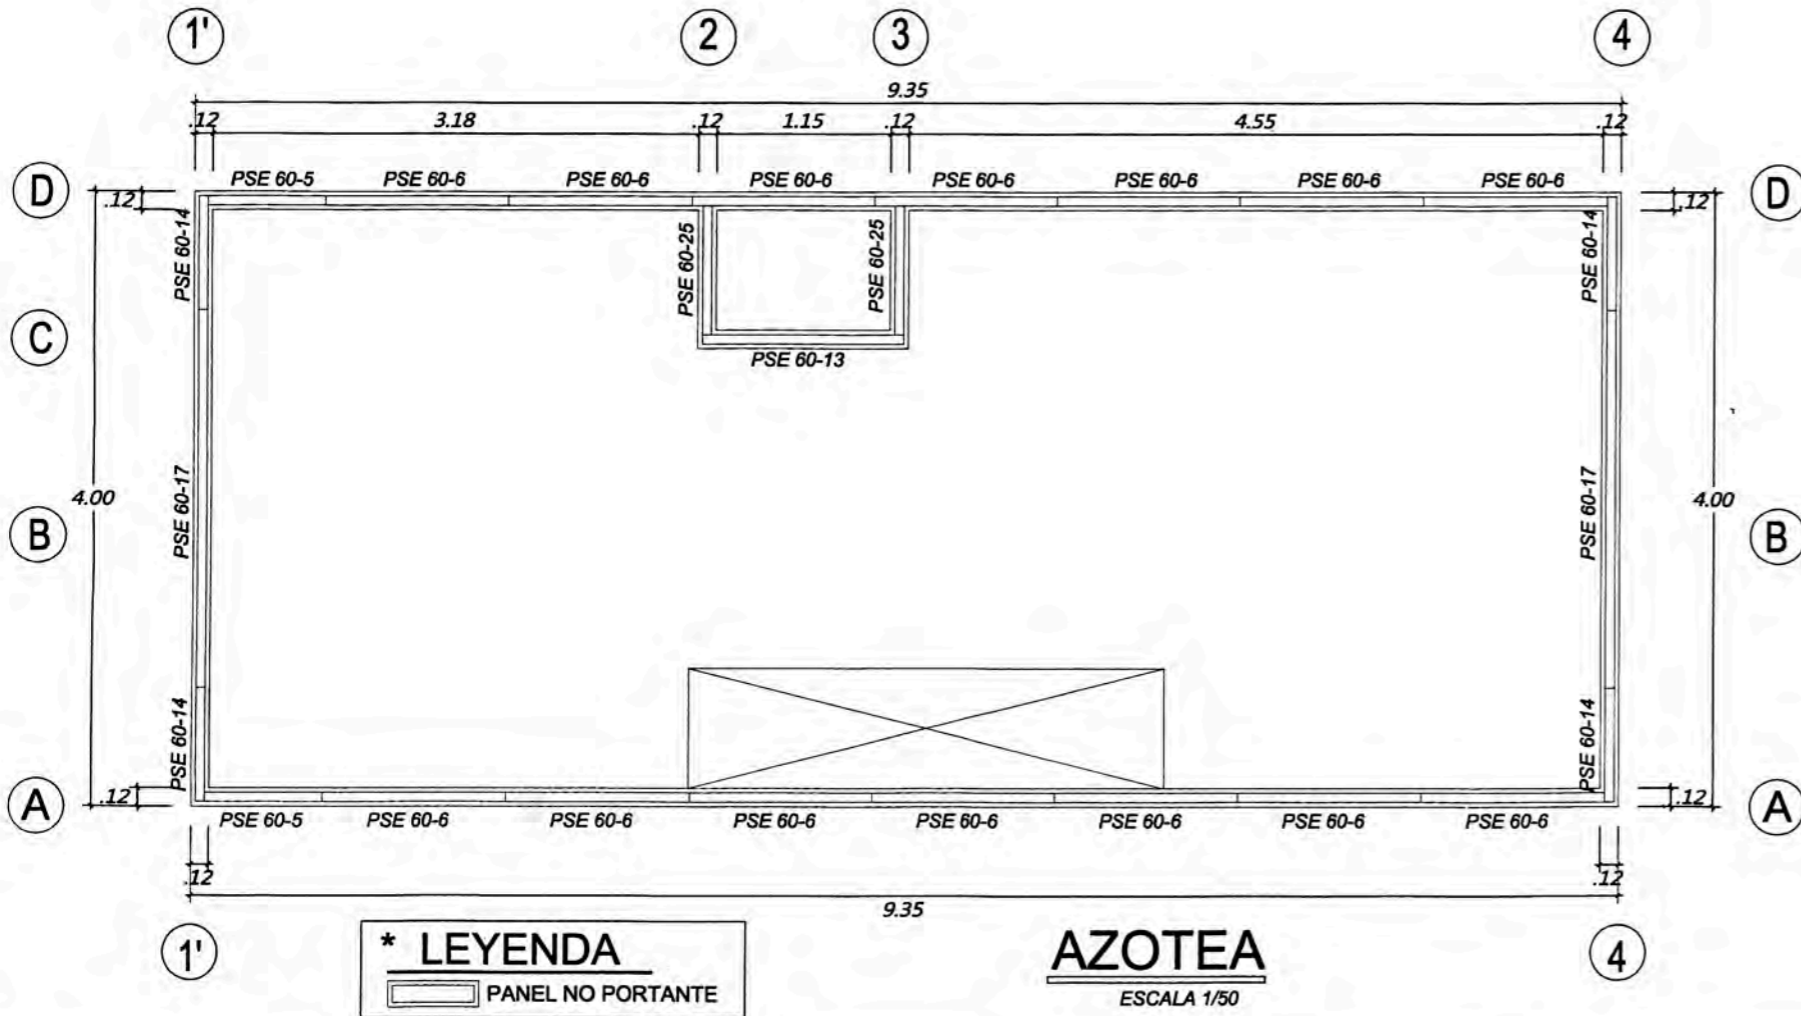 1' 2 3 4
9.35
.12 3.18 .12 1.15 .12 4.55 .12
PSE 60-5 PSE 60-6 PSE 60-6 PSE 60-6 PSE 60-6 PSE 60-6 PSE 60-6 PSE 60-6
D .12 .12 D
PSE 60-14 PSE 60-25 PSE 60-25 PSE 60-14
C
PSE 60-13
4.00 PSE 60-17 PSE 60-17 4.00
B B
PSE 60-14 PSE 60-14
A .12 .12 A
PSE 60-5 PSE 60-6 PSE 60-6 PSE 60-6 PSE 60-6 PSE 60-6 PSE 60-6 PSE 60-6
.12 .12
9.35
1' 4
* LEYENDA
PANEL NO PORTANTE
AZOTEA
ESCALA 1/50